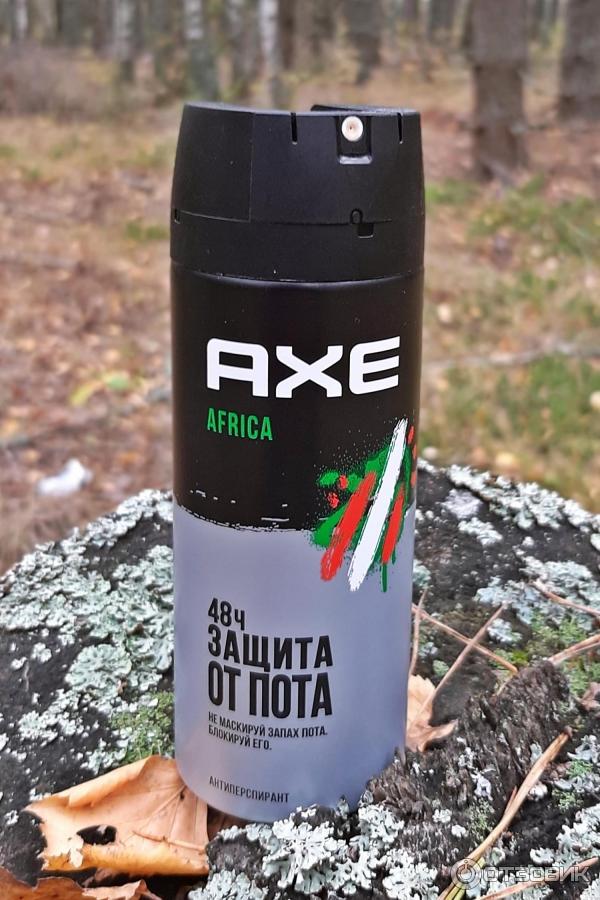 AXE
AFRICA
48Ч
ЗАЩИТА
ОТ ПОТА
НЕ МАСКИРУЙ ЗАПАХ ПОТА.
БЛОКИРУЙ ЕГО.
АНТИПЕРСПИРАНТ
ОТЗОВИК